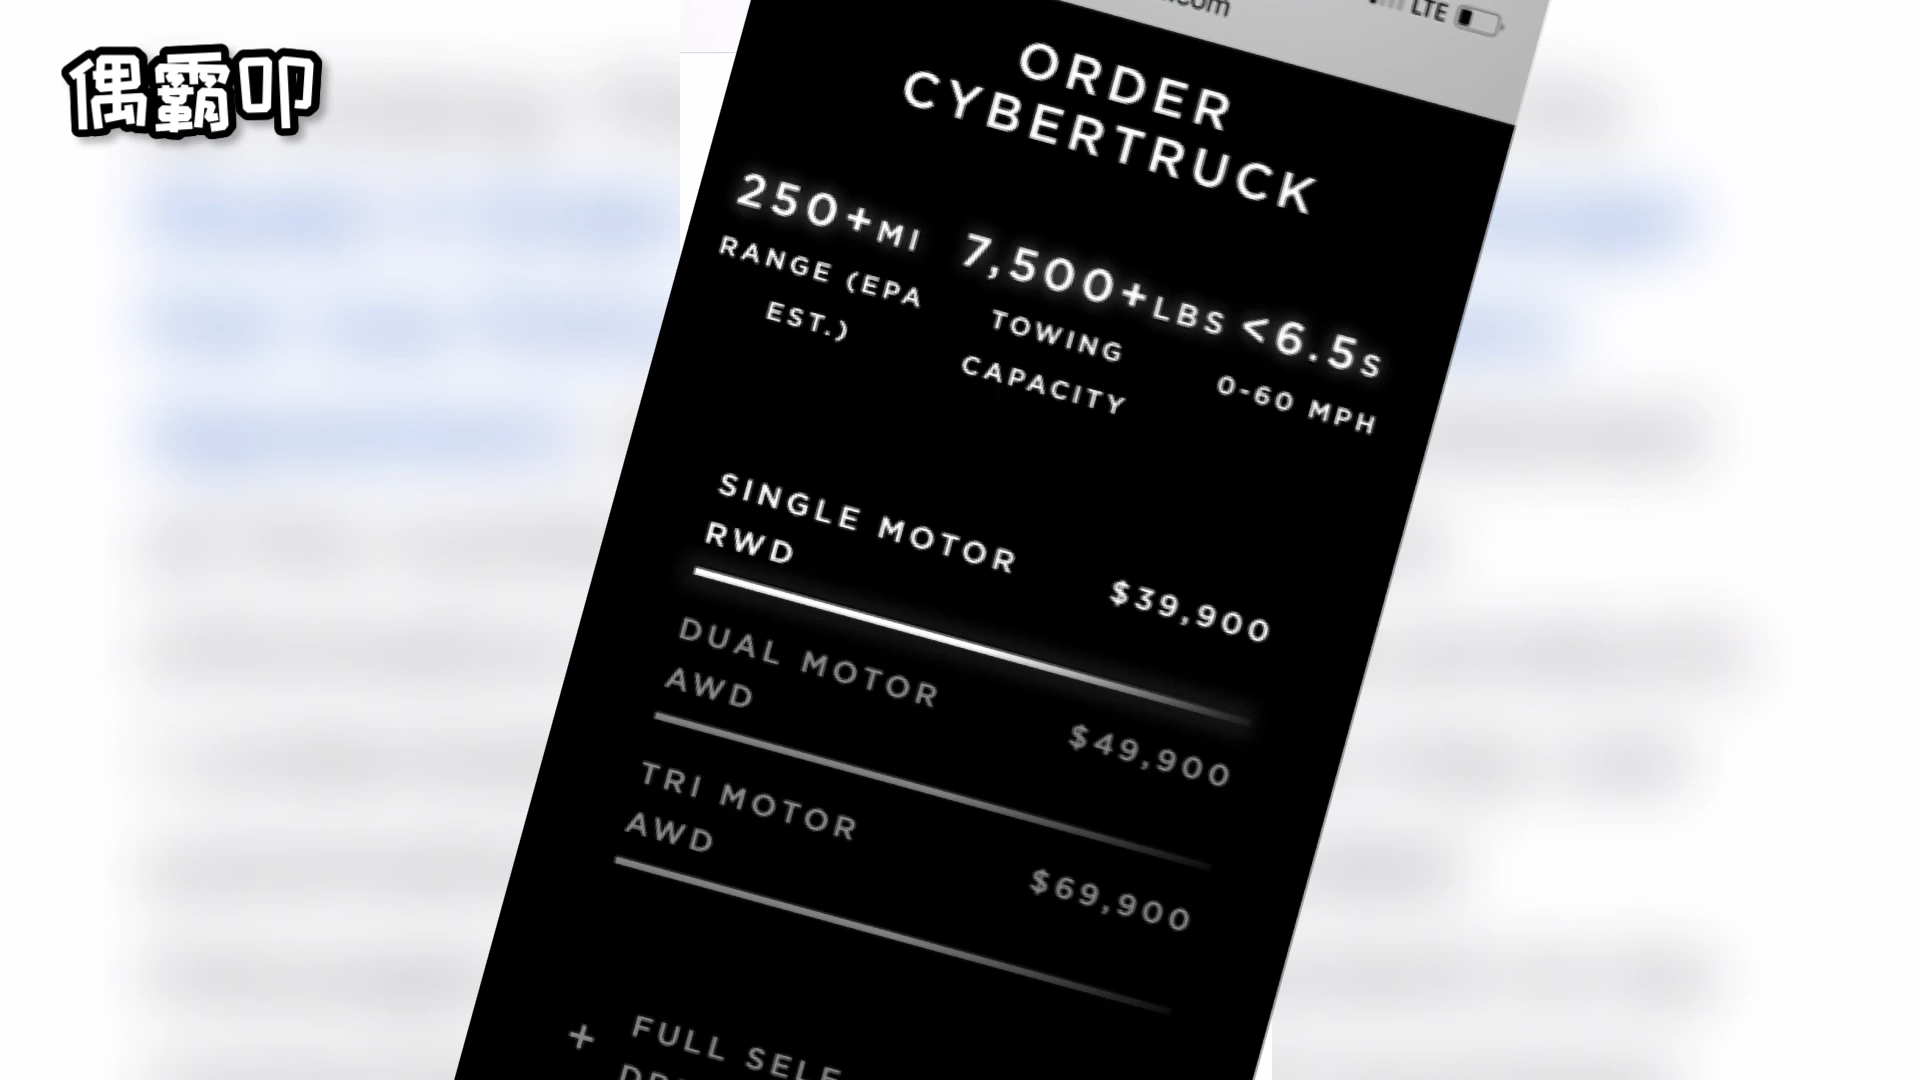 偶霸叩
.com
LTE
ORDER
CYBERTRUCK
250+MI
RANGE (EPA
EST.)
7,500+LBS
TOWING
CAPACITY
<6.5S
0-60 MPH
SINGLE MOTOR
RWD
$39,900
DUAL MOTOR
AWD
$49,900
TRI MOTOR
AWD
$69,900
+ FULL SELF